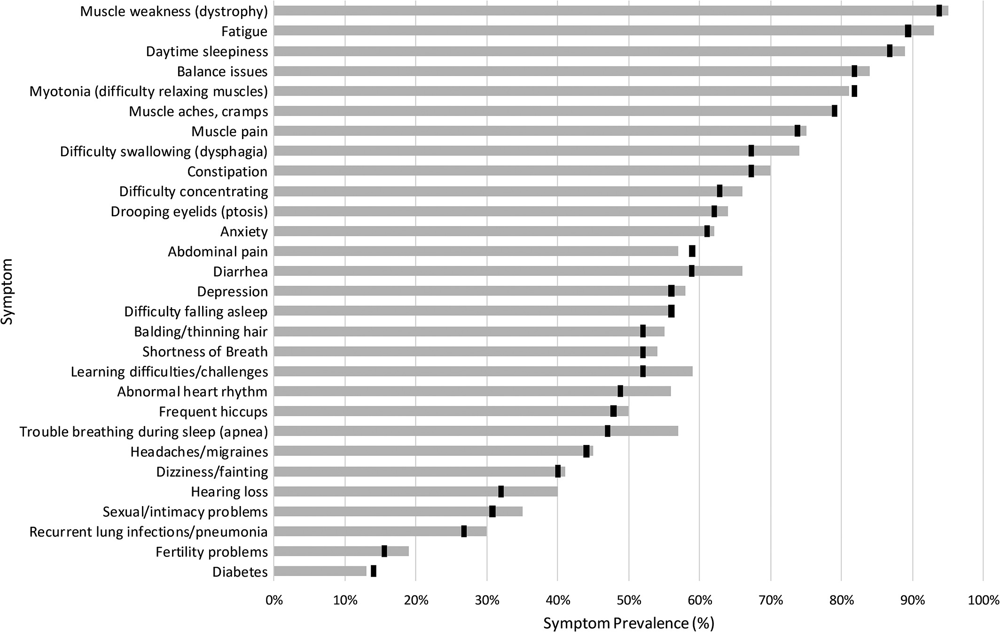 Muscle weakness (dystrophy)
Fatigue
Daytime sleepiness
Balance issues
Myotonia (difficulty relaxing muscles)
Muscle aches, cramps
Muscle pain
Difficulty swallowing (dysphagia)
Constipation
Difficulty concentrating
Drooping eyelids (ptosis)
Anxiety
Abdominal pain
Diarrhea
Depression
Difficulty falling asleep
Balding/thinning hair
Shortness of Breath
Learning difficulties/challenges
Abnormal heart rhythm
Frequent hiccups
Trouble breathing during sleep (apnea)
Headaches/migraines
Dizziness/fainting
Hearing loss
Sexual/intimacy problems
Recurrent lung infections/pneumonia
Fertility problems
Diabetes
Symptom
0% 10% 20% 30% 40% 50% 60% 70% 80% 90% 100%
Symptom Prevalence (%)